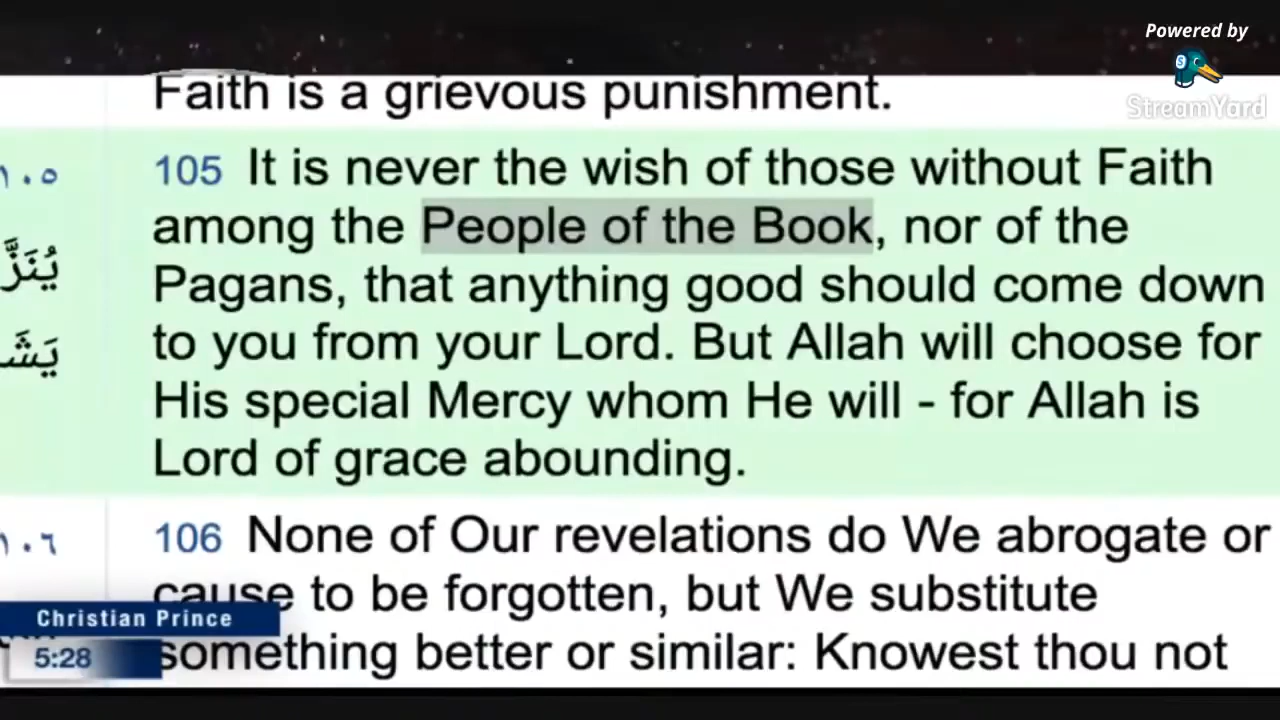 Powered by
StreamYard
Faith is a grievous punishment.
١٠٥
105 It is never the wish of those without Faith
among the People of the Book, nor of the
Pagans, that anything good should come down
to you from your Lord. But Allah will choose for
His special Mercy whom He will - for Allah is
Lord of grace abounding.
١٠٦
106 None of Our revelations do We abrogate or
cause to be forgotten, but We substitute
something better or similar: Knowest thou not
Christian Prince
5:28